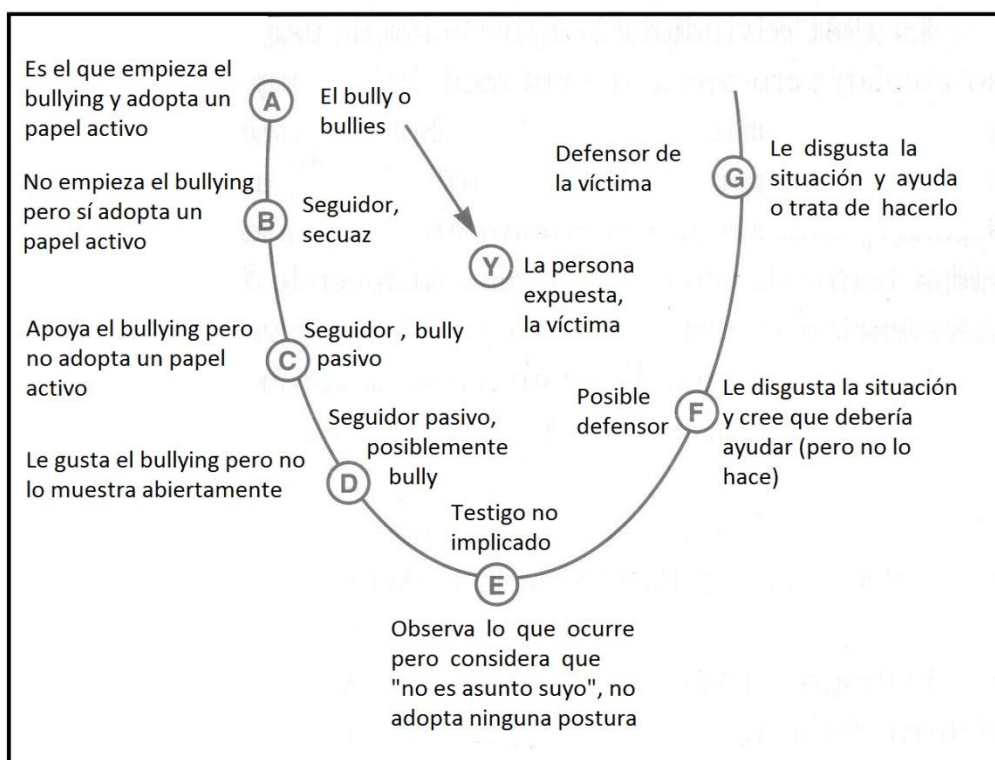 Es el que empieza el
bullying y adopta un
papel activo
A
El bully o
bullies
No empieza el bullying
pero sí adopta un
papel activo
B
Seguidor,
secuaz
Y
La persona
expuesta,
la víctima
Defensor de
la víctima
G
Le disgusta la
situación y ayuda
o trata de hacerlo
Apoya el bullying pero
no adopta un papel
activo
C
Seguidor , bully
pasivo
Le gusta el bullying pero no
lo muestra abiertamente
D
Seguidor pasivo,
posiblemente
bully
Posible
defensor
F
Le disgusta la situación
y cree que debería
ayudar (pero no lo
hace)
Testigo no
implicado
E
Observa lo que ocurre
pero considera que
"no es asunto suyo", no
adopta ninguna postura